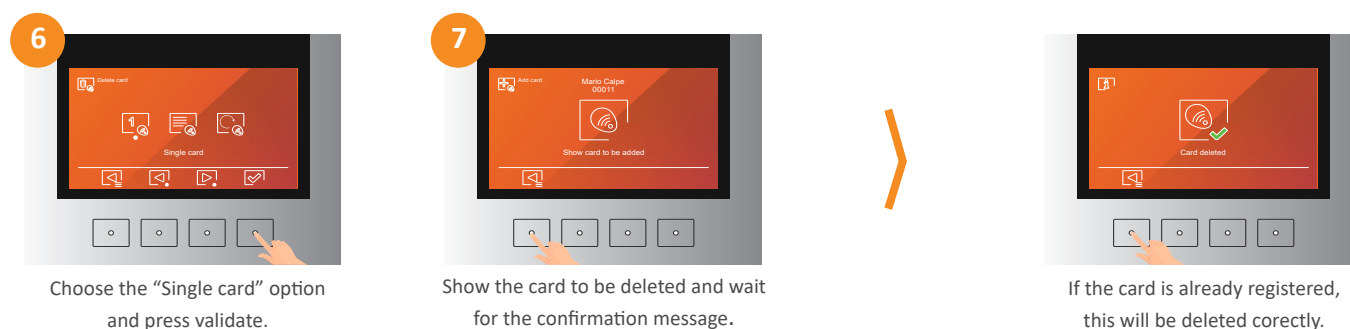 6
Delete card
1
Single card
Choose the “Single card” option
and press validate.
7
Add card
Mario Calpe
00011
Show card to be added
Show the card to be deleted and wait
for the confirmation message.
Card deleted
If the card is already registered,
this will be deleted corectly.